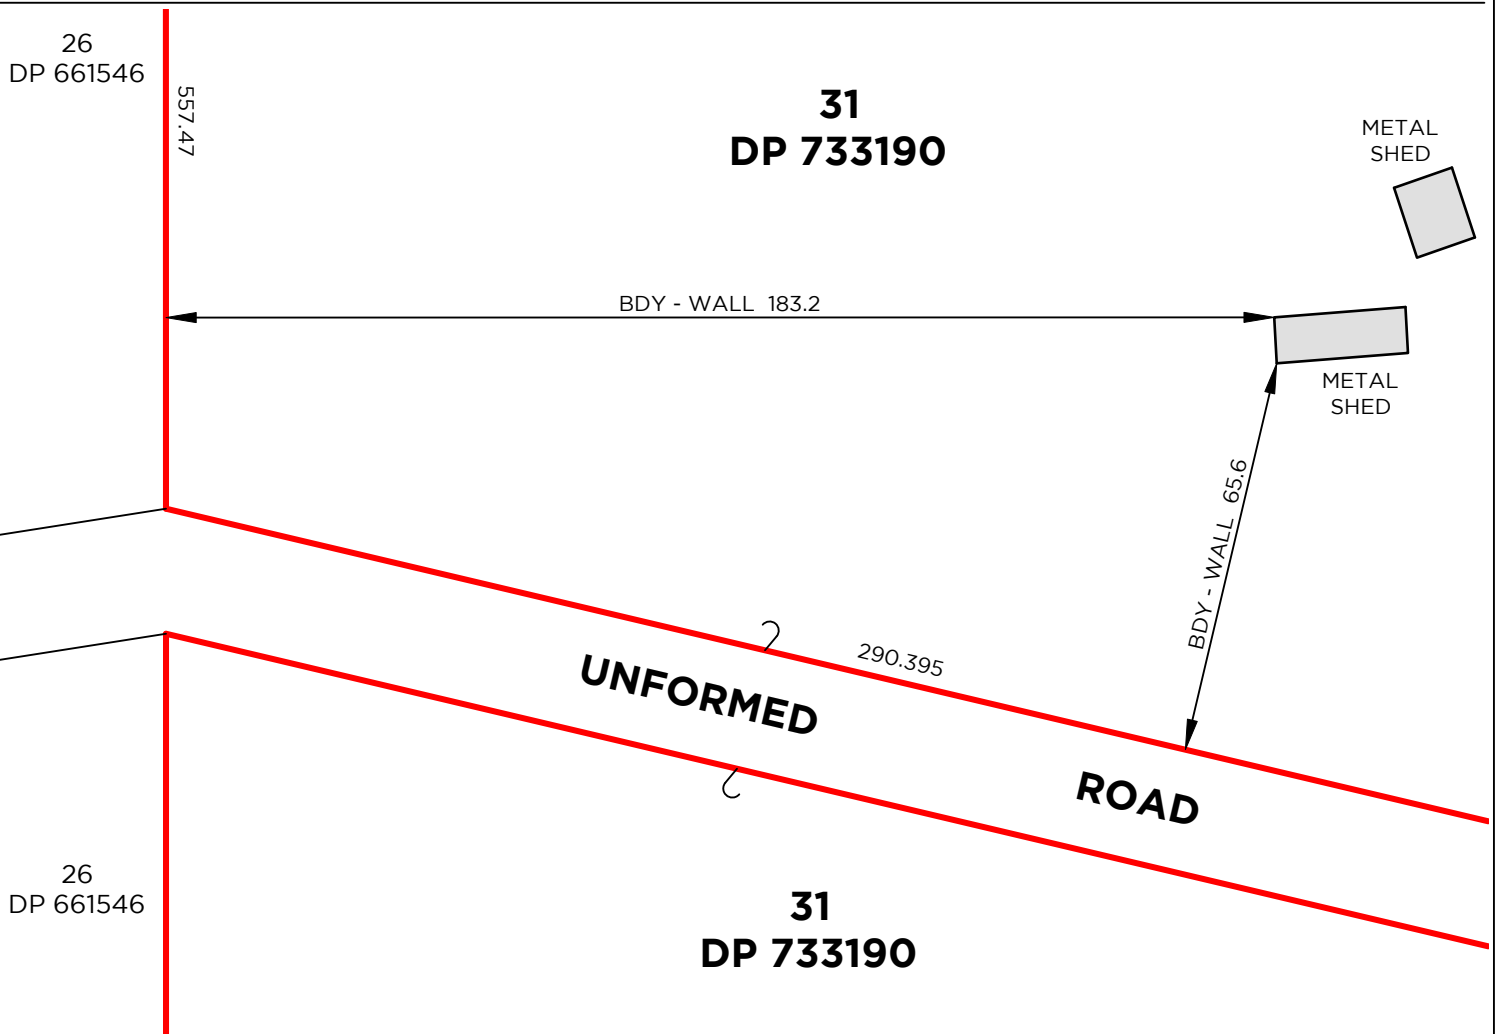 26
DP 661546
557.47
31
DP 733190
METAL
SHED
BDY - WALL 183.2
METAL
SHED
BDY - WALL 65.6
290.395
UNFORMED
ROAD
26
DP 661546
31
DP 733190